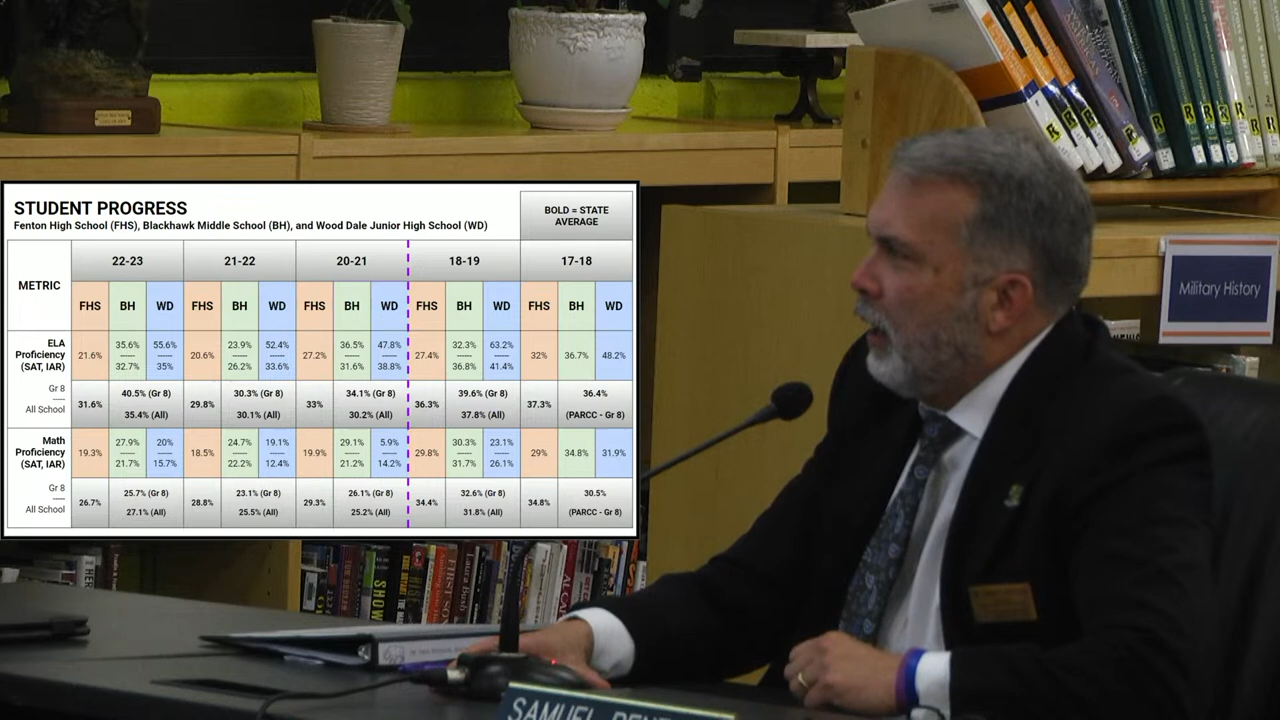 STUDENT PROGRESS
Fenton High School (FHS), Blackhawk Middle School (BH), and Wood Dale Junior High School (WD)
BOLD = STATE
AVERAGE
METRIC
22-23 21-22 20-21 18-19 17-18
FHS BH WD FHS BH WD FHS BH WD FHS BH WD FHS BH WD
ELA
Proficiency
(SAT, IAR)
21.6% 35.6% 55.6% 20.6% 23.9% 52.4% 27.2% 36.5% 47.8% 27.4% 32.3% 63.2% 32% 36.7% 48.2%
------ ------ ------ ------ ------ ------ ------ ------
32.7% 35% 26.2% 33.6% 31.6% 38.8% 36.8% 41.4%
Gr 8
-----
All School
31.6% 40.5% (Gr 8) 29.8% 30.3% (Gr 8) 33% 34.1% (Gr 8) 36.3% 39.6% (Gr 8) 37.3% 36.4%
35.4% (All) 30.1% (All) 30.2% (All) 37.8% (All) (PARCC - Gr 8)
Math
Proficiency
(SAT, IAR)
19.3% 27.9% 20% 18.5% 24.7% 19.1% 19.9% 29.1% 5.9% 29.8% 30.3% 23.1% 29% 34.8% 31.9%
------ ------ ------ ------ ------ ------ ------ ------
21.7% 15.7% 22.2% 12.4% 21.2% 14.2% 31.7% 26.1%
Gr 8
-----
All School
26.7% 25.7% (Gr 8) 28.8% 23.1% (Gr 8) 29.3% 26.1% (Gr 8) 34.4% 32.6% (Gr 8) 34.8% 30.5%
27.1% (All) 25.5% (All) 25.2% (All) 31.8% (All) (PARCC - Gr 8)
Military History
SHOW
FIRST SON
Laura Bush
SAMUEL